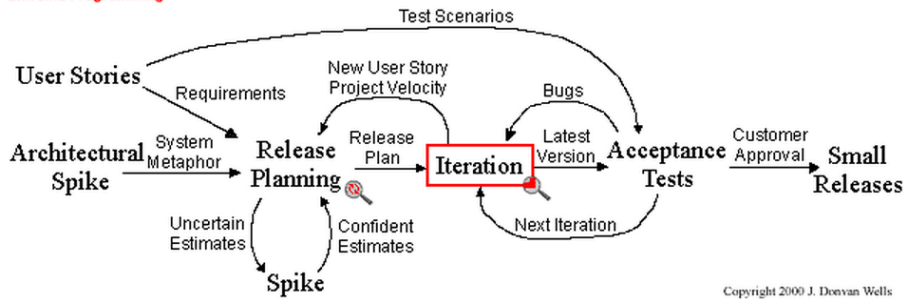 Test Scenarios
User Stories
Requirements
New User Story
Project Velocity
Bugs
Architectural
Spike
System
Metaphor
Release
Planning
Release
Plan
Iteration
Latest
Version
Acceptance
Tests
Customer
Approval
Small
Releases
Uncertain
Estimates
Confident
Estimates
Next Iteration
Spike
Copyright 2000 J. Donvan Wells